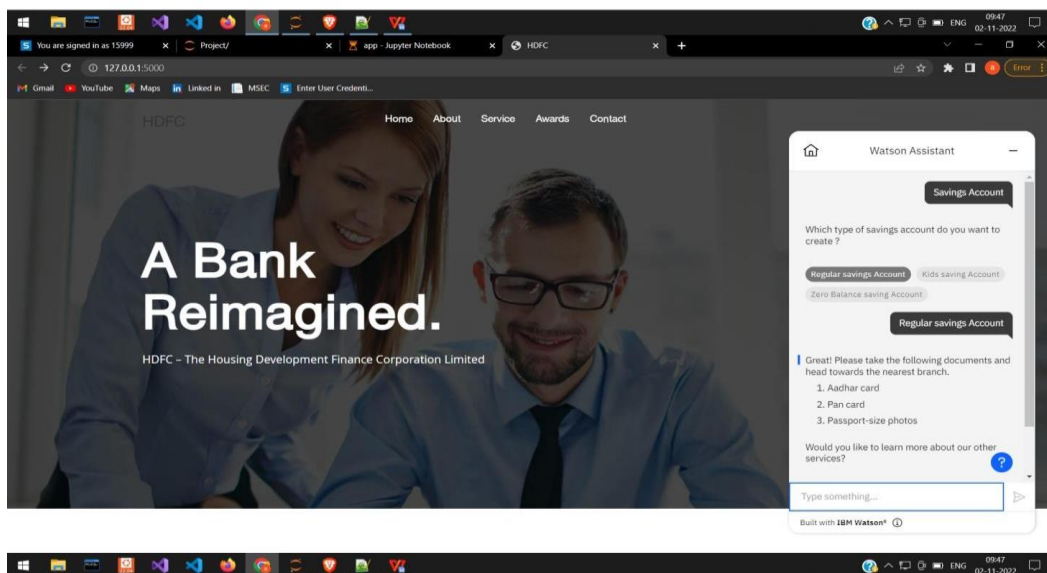 ENG
09:47
02-11-2022
You are signed in as 15999
Project/
app - Jupyter Notebook
HDFC
127.0.0.1:5000
Error
Gmail
YouTube
Maps
Linked in
MSEC
Enter User Credenti...
HDFC
Home
About
Service
Awards
Contact
A Bank
Reimagined.
HDFC – The Housing Development Finance Corporation Limited
Watson Assistant
Savings Account
Which type of savings account do you want to
create ?
Regular savings Account
Kids saving Account
Zero Balance saving Account
Regular savings Account
Great! Please take the following documents and
head towards the nearest branch.
1. Aadhar card
2. Pan card
3. Passport-size photos
Would you like to learn more about our other
services?
Type something...
Built with IBM Watson®
ENG
09:47
02-11-2022